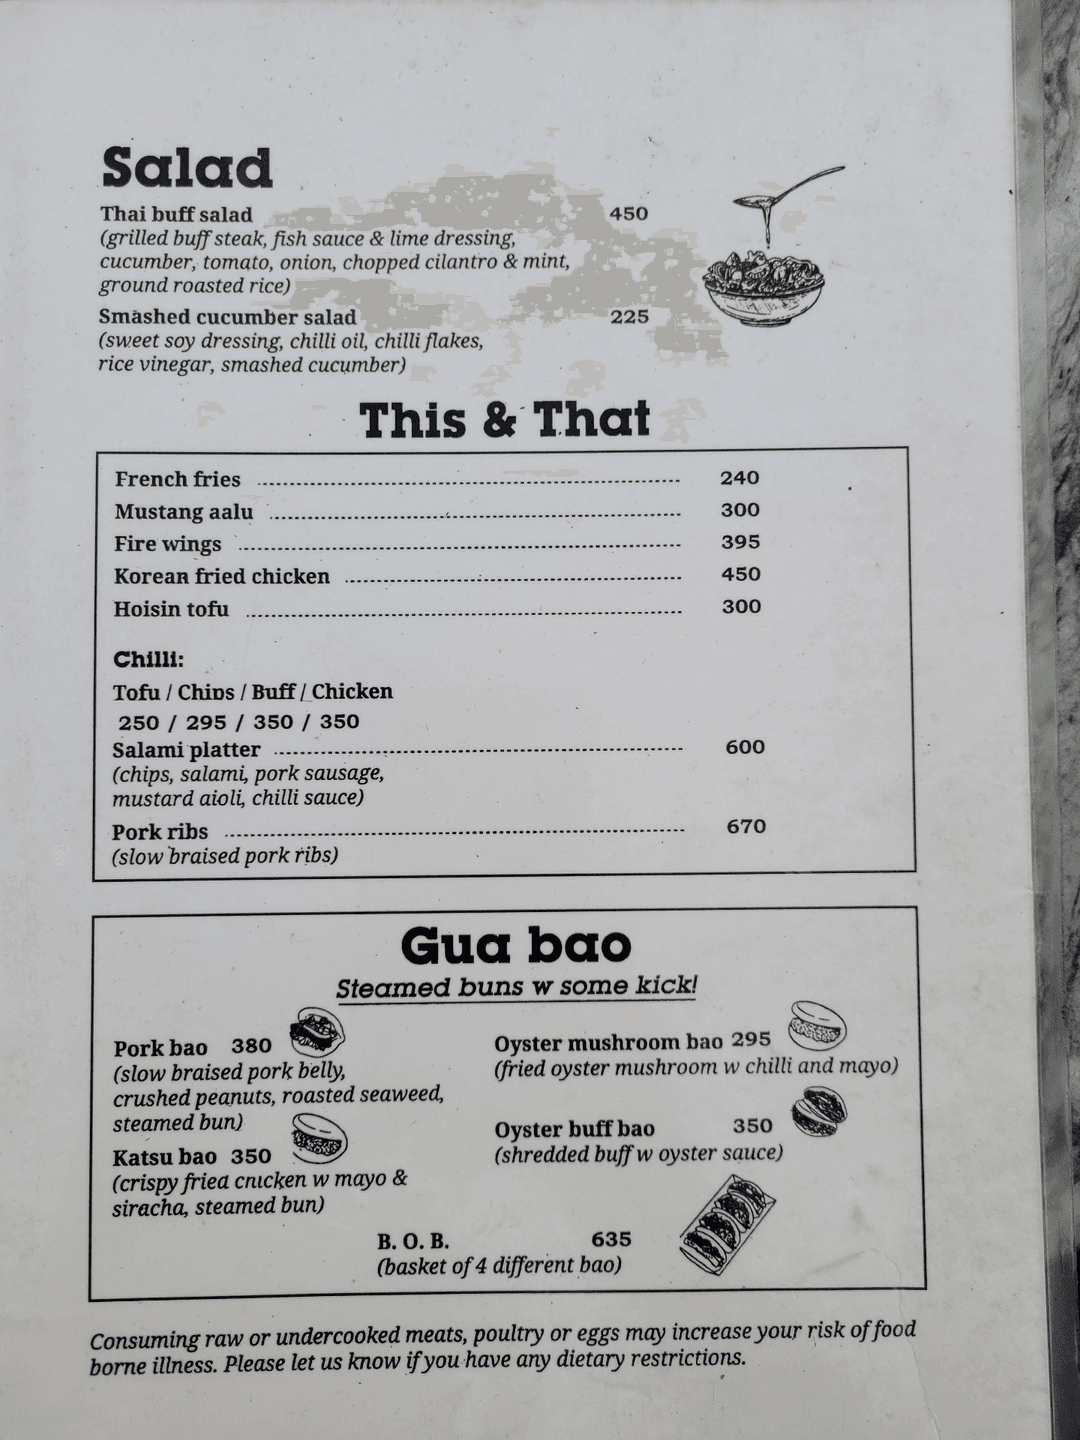 Salad
Thai buff salad 450
(grilled buff steak, fish sauce & lime dressing,
cucumber, tomato, onion, chopped cilantro & mint,
ground roasted rice)
Smashed cucumber salad 225
(sweet soy dressing, chilli oil, chilli flakes,
rice vinegar, smashed cucumber)
This & That
French fries 240
Mustang aalu 300
Fire wings 395
Korean fried chicken 450
Hoisin tofu 300
Chilli:
Tofu / Chips / Buff / Chicken
250 / 295 / 350 / 350
Salami platter 600
(chips, salami, pork sausage,
mustard aioli, chilli sauce)
Pork ribs 670
(slow braised pork ribs)
Gua bao
Steamed buns w some kick!
Pork bao 380
(slow braised pork belly,
crushed peanuts, roasted seaweed,
steamed bun)
Katsu bao 350
(crispy fried chicken w mayo &
siracha, steamed bun)
Oyster mushroom bao 295
(fried oyster mushroom w chilli and mayo)
Oyster buff bao 350
(shredded buff w oyster sauce)
B. O. B. 635
(basket of 4 different bao)
Consuming raw or undercooked meats, poultry or eggs may increase your risk of food
borne illness. Please let us know if you have any dietary restrictions.